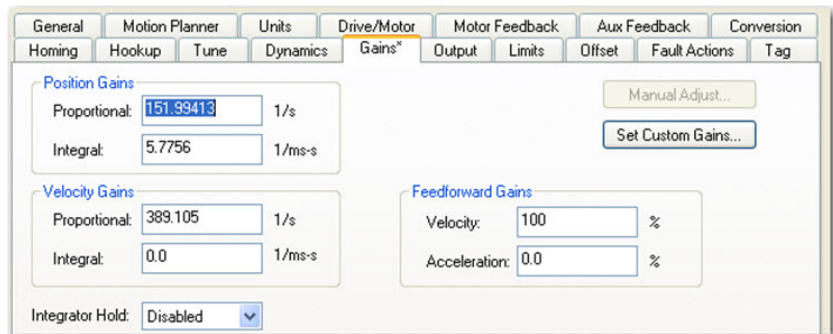 General Motion Planner Units Drive/Motor Motor Feedback Aux Feedback Conversion
Homing Hookup Tune Dynamics Gains* Output Limits Offset Fault Actions Tag
Position Gains
Proportional: 151.99413 1/s
Integral: 5.7756 1/ms-s
Manual Adjust...
Set Custom Gains...
Velocity Gains
Proportional: 389.105 1/s
Integral: 0.0 1/ms-s
Feedforward Gains
Velocity: 100 %
Acceleration: 0.0 %
Integrator Hold: Disabled